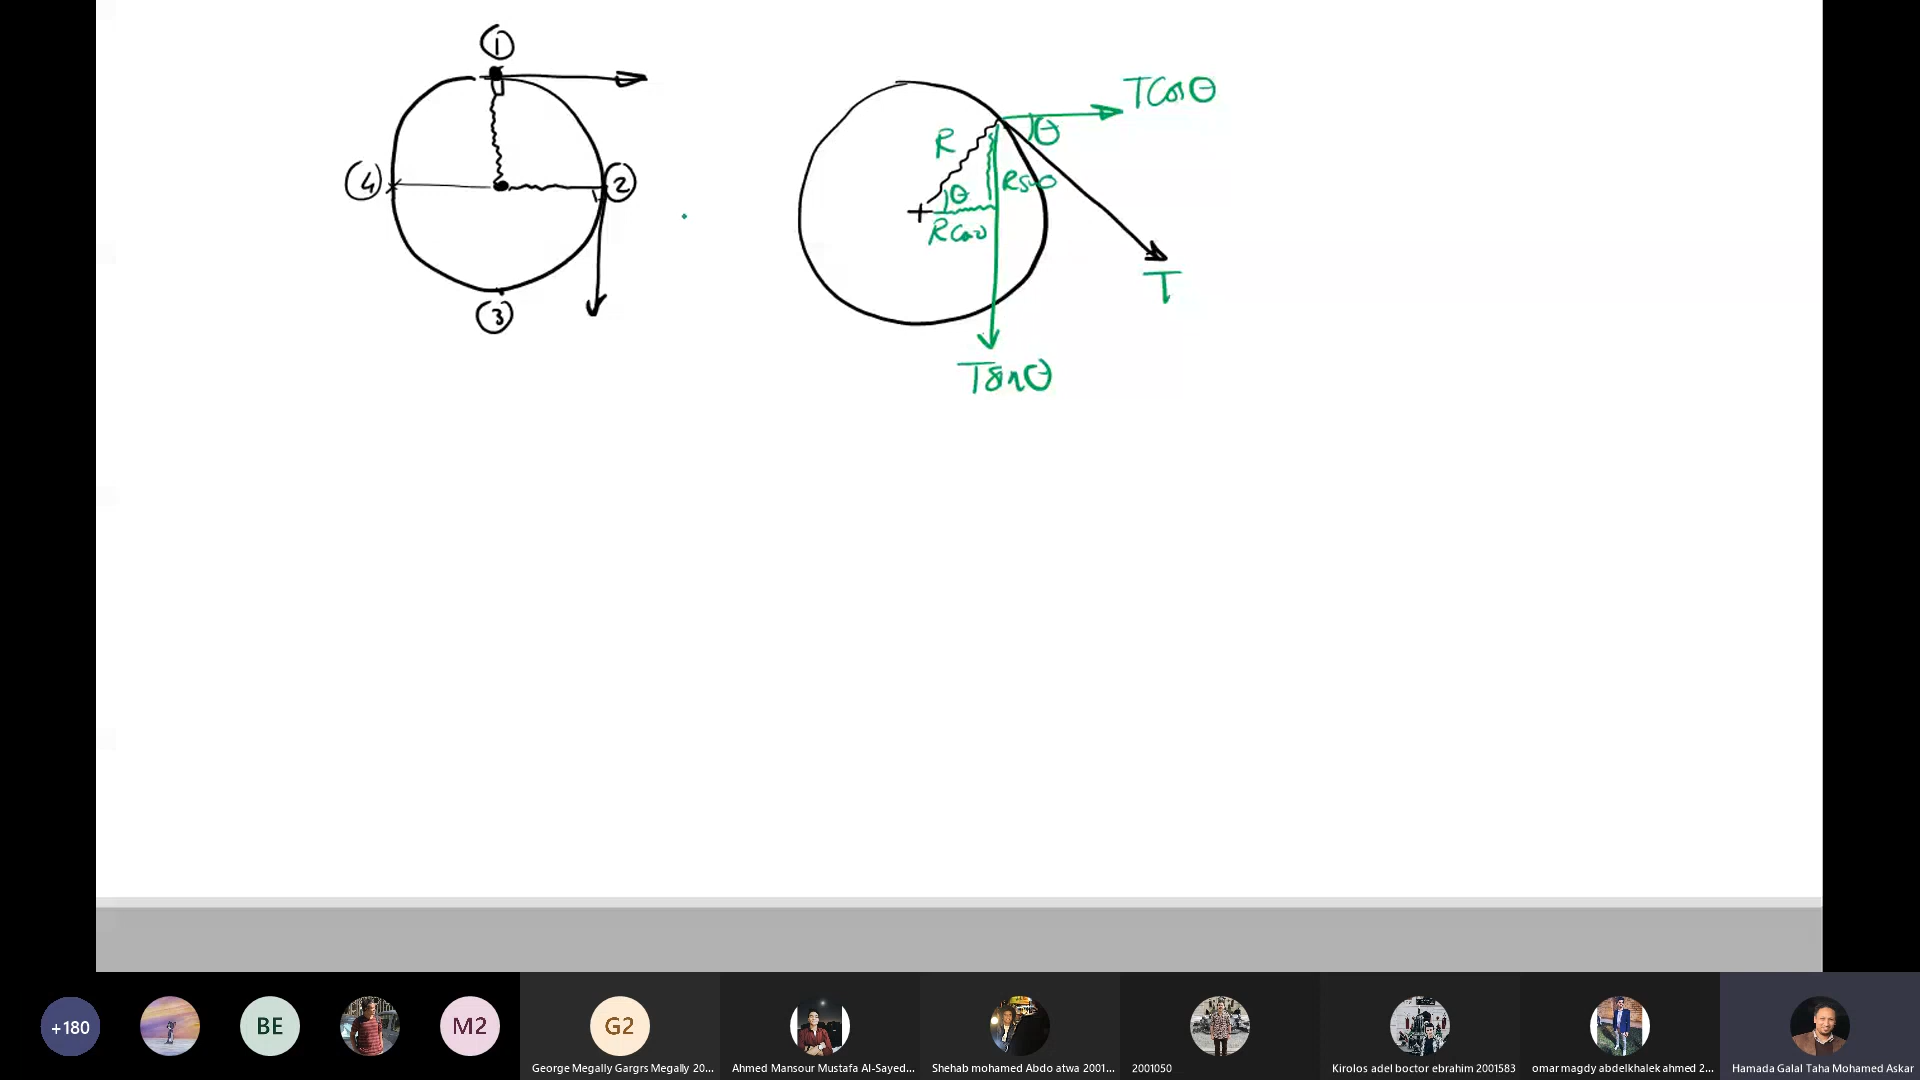 ①
④
②
③
TCosθ
θ
R
θ
RSinθ
RCosθ
T
TSinθ
+180
BE
M2
G2
George Megally Gargrs Megally 20...
Ahmed Mansour Mustafa Al-Sayed...
Shehab mohamed Abdo atwa 2001...
2001050
Kirolos adel boctor ebrahim 2001583
omar magdy abdelkhalek ahmed 2...
Hamada Galal Taha Mohamed Askar